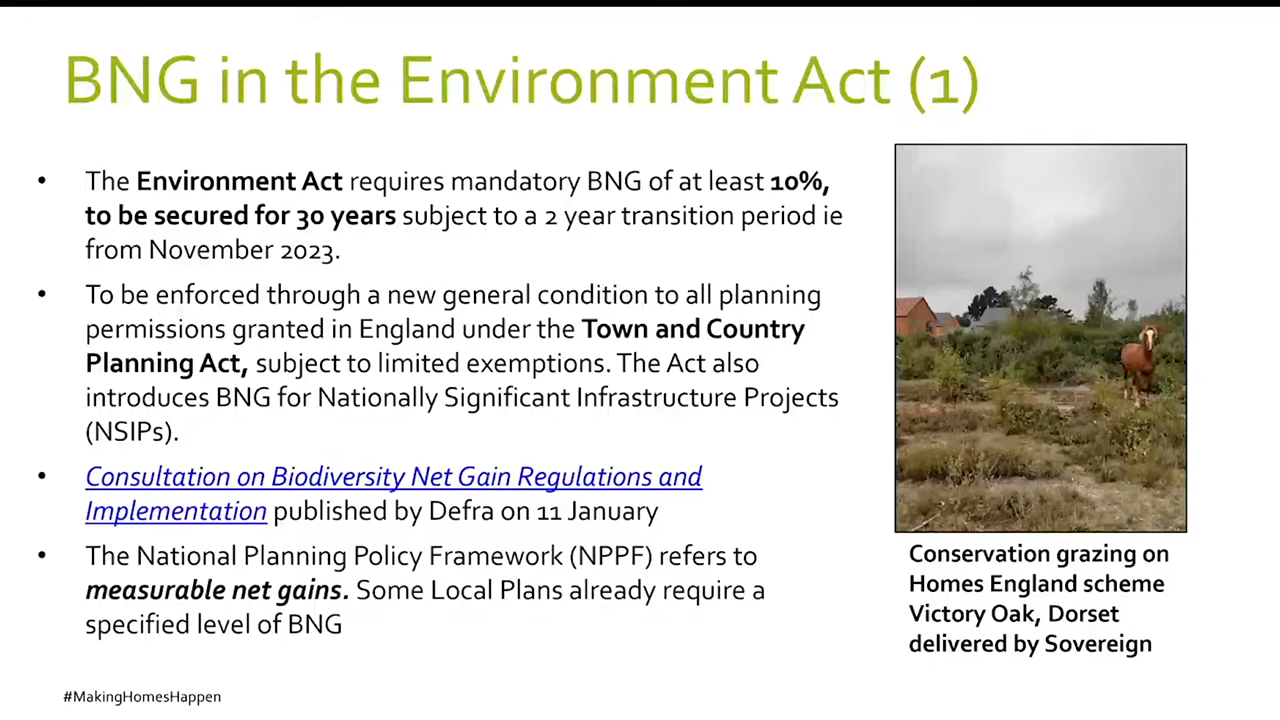 BNG in the Environment Act (1)
• The Environment Act requires mandatory BNG of at least 10%,
to be secured for 30 years subject to a 2 year transition period ie
from November 2023.
• To be enforced through a new general condition to all planning
permissions granted in England under the Town and Country
Planning Act, subject to limited exemptions. The Act also
introduces BNG for Nationally Significant Infrastructure Projects
(NSIPs).
• Consultation on Biodiversity Net Gain Regulations and
Implementation published by Defra on 11 January
• The National Planning Policy Framework (NPPF) refers to
measurable net gains. Some Local Plans already require a
specified level of BNG
Conservation grazing on
Homes England scheme
Victory Oak, Dorset
delivered by Sovereign
#MakingHomesHappen